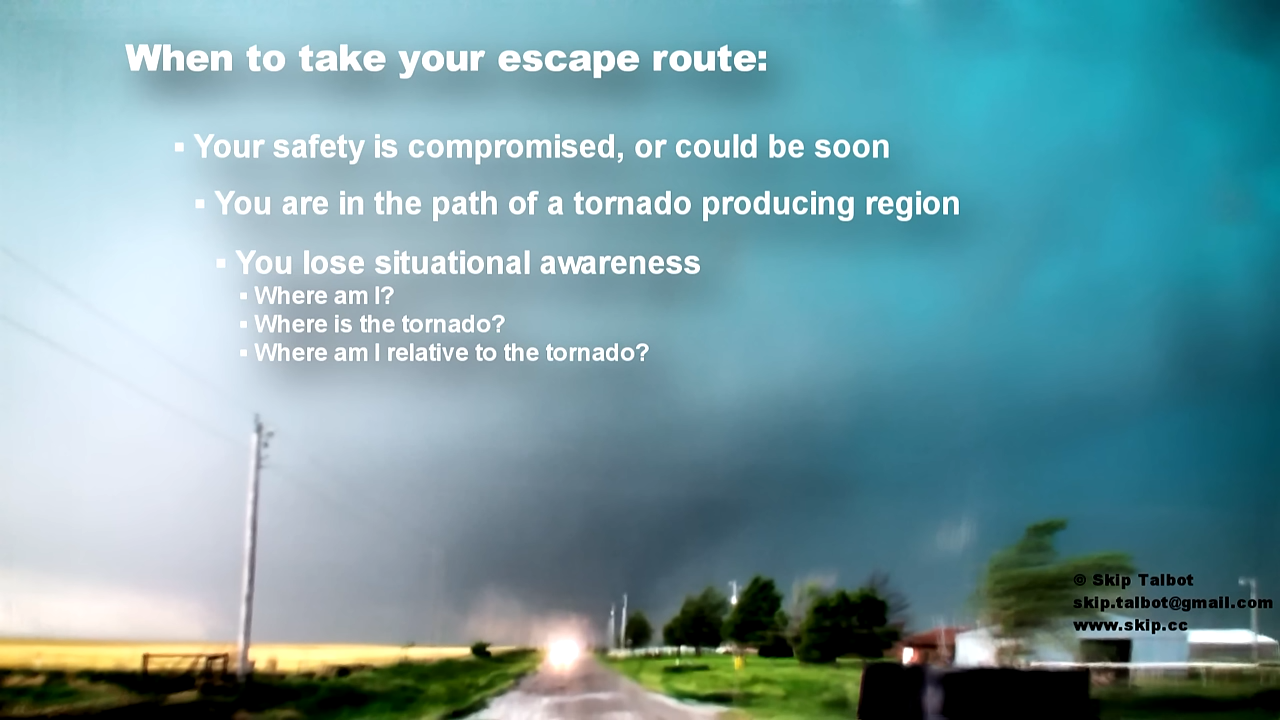 When to take your escape route:
▪ Your safety is compromised, or could be soon
▪ You are in the path of a tornado producing region
▪ You lose situational awareness
▪ Where am I?
▪ Where is the tornado?
▪ Where am I relative to the tornado?
© Skip Talbot
skip.talbot@gmail.com
www.skip.cc